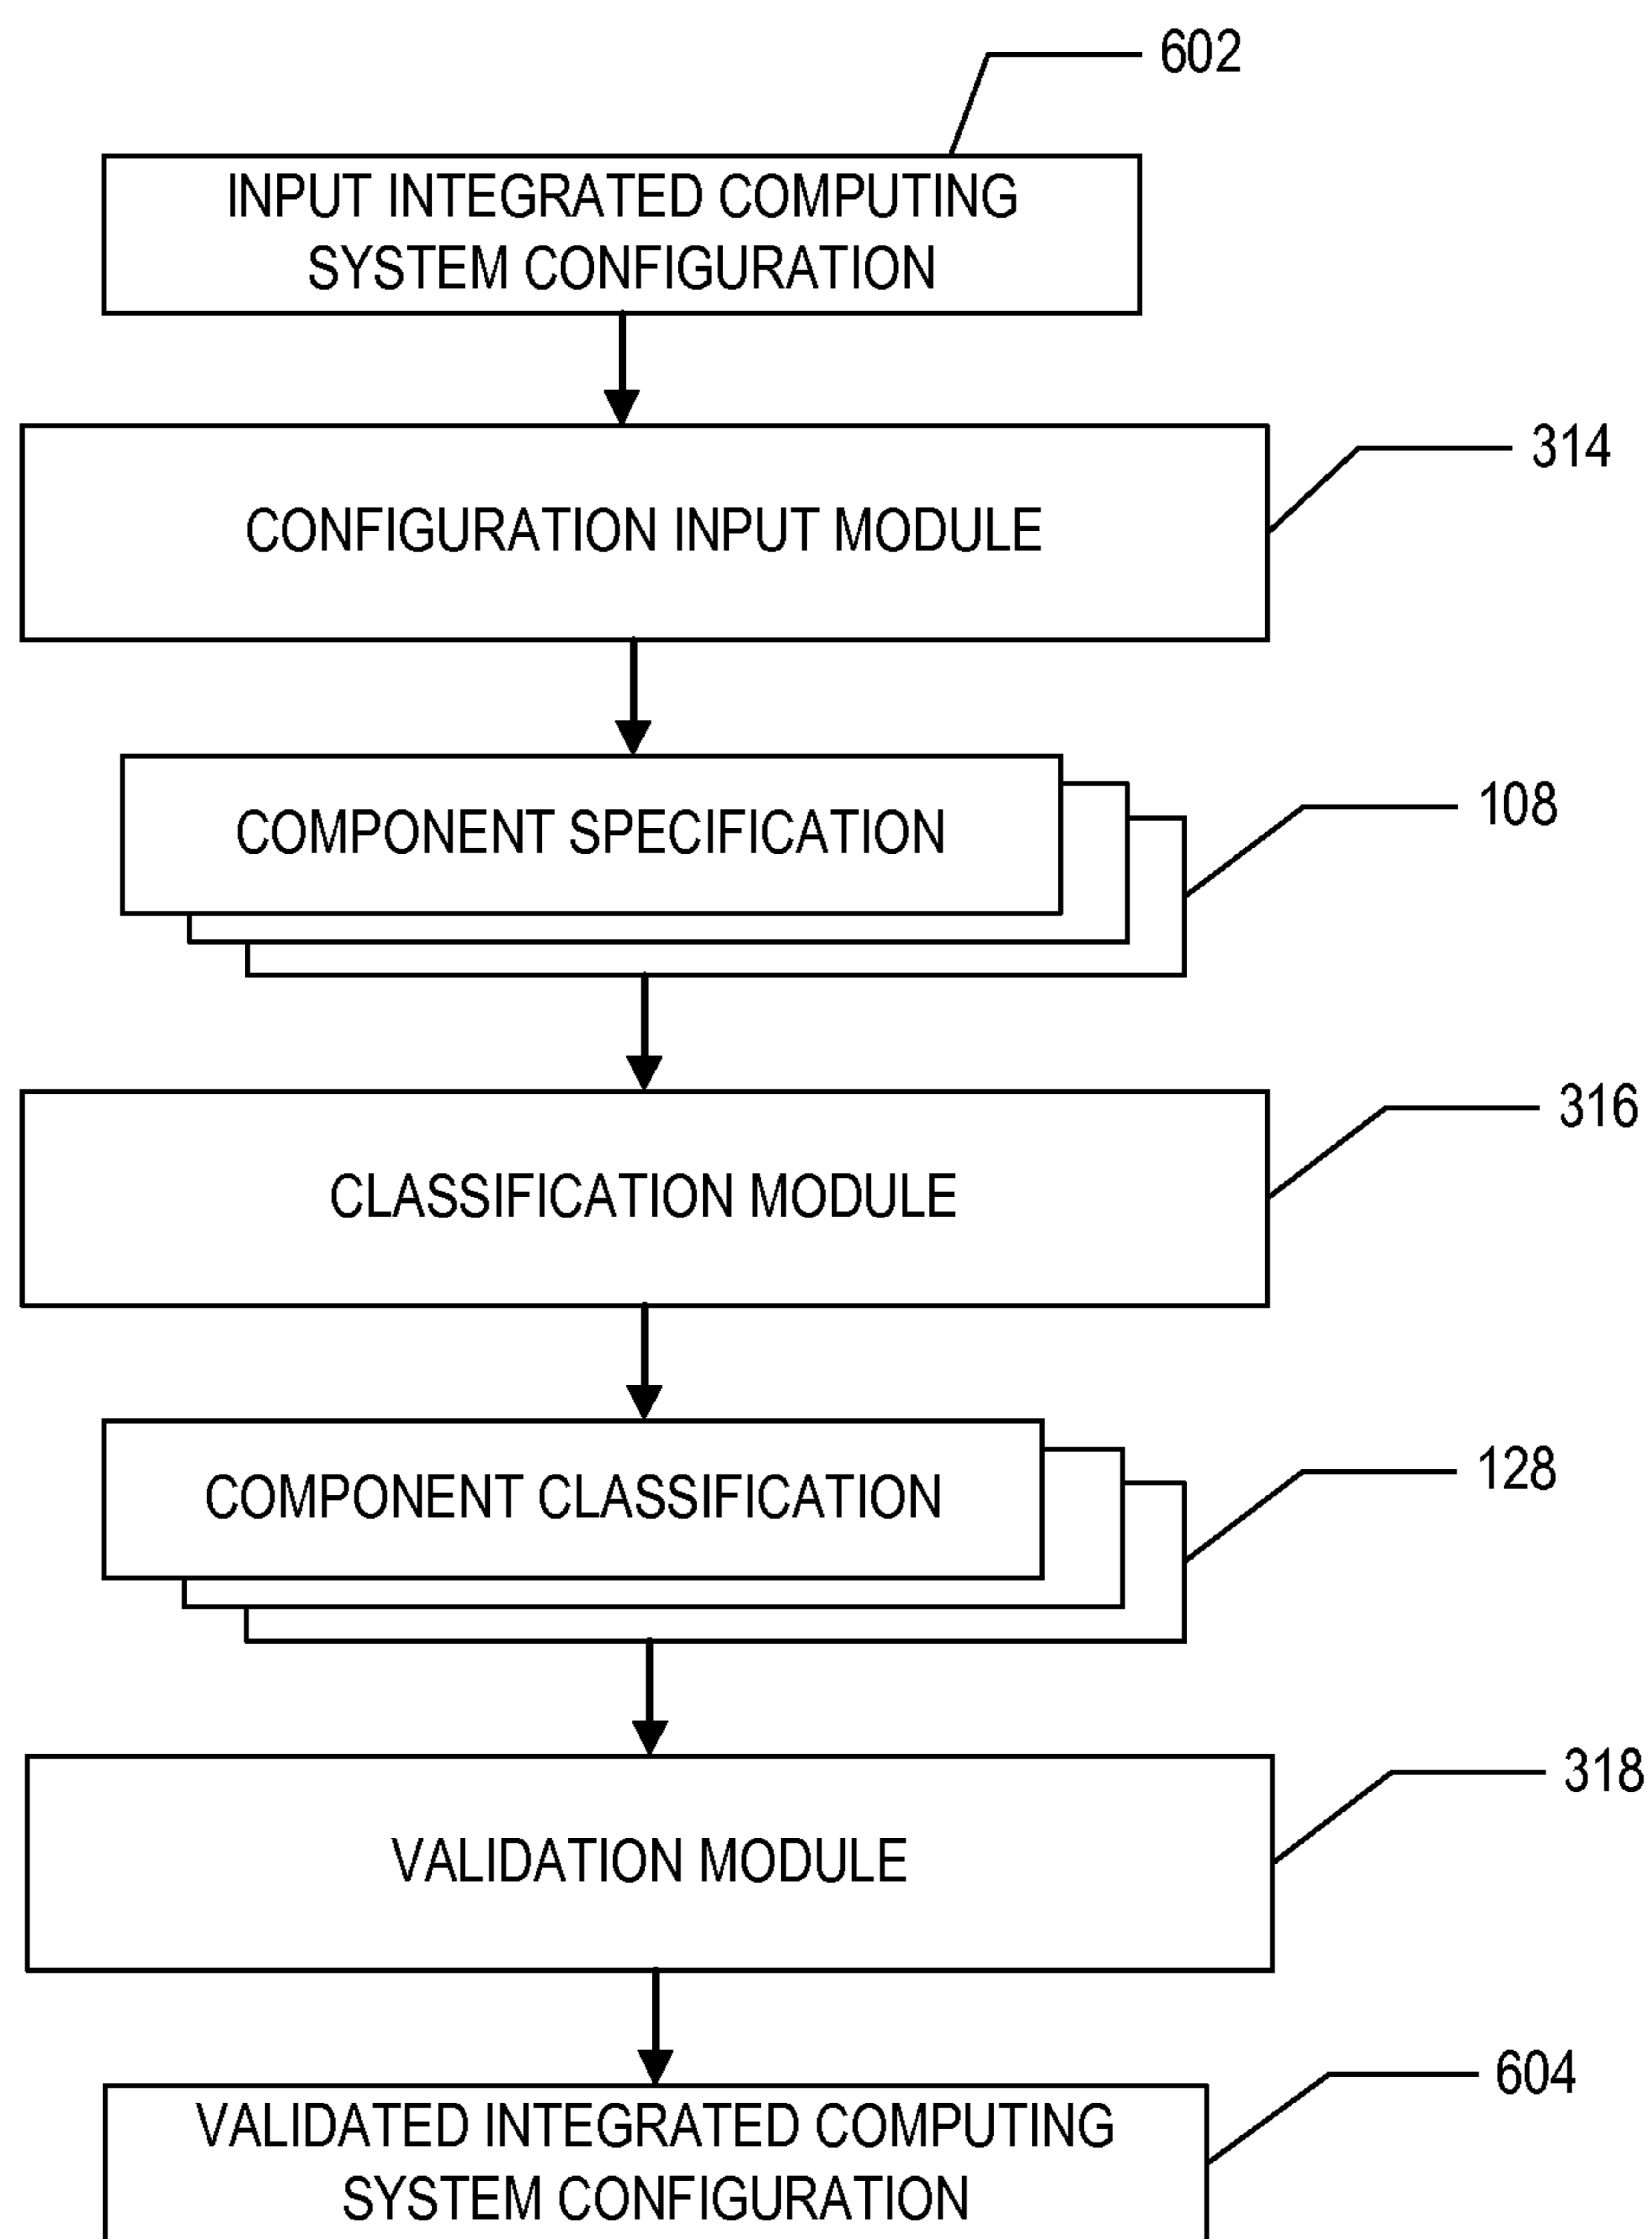 602
INPUT INTEGRATED COMPUTING
SYSTEM CONFIGURATION
314
CONFIGURATION INPUT MODULE
108
COMPONENT SPECIFICATION
316
CLASSIFICATION MODULE
128
COMPONENT CLASSIFICATION
318
VALIDATION MODULE
604
VALIDATED INTEGRATED COMPUTING
SYSTEM CONFIGURATION